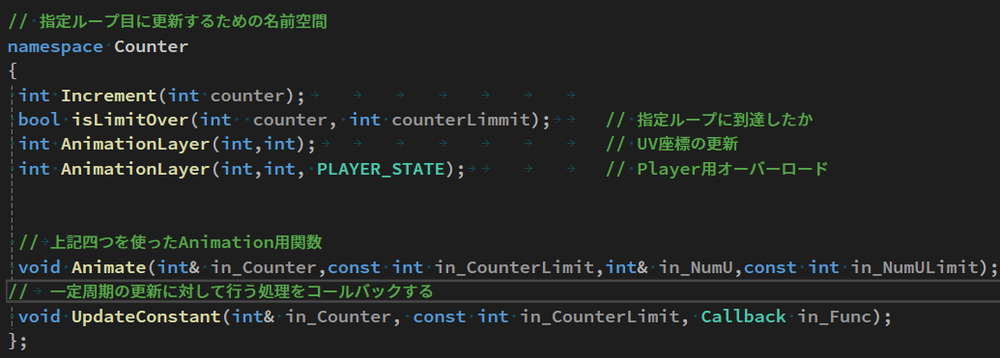 // 指定ループ目に更新するための名前空間
namespace Counter
{
int Increment(int counter);
bool isLimitOver(int  counter, int counterLimmit); // 指定ループに到達したか
int AnimationLayer(int,int); // UV座標の更新
int AnimationLayer(int,int, PLAYER_STATE); // Player用オーバーロード
// 上記四つを使ったAnimation用関数
void Animate(int& in_Counter,const int in_CounterLimit,int& in_NumU,const int in_NumULimit);
// 一定周期の更新に対して行う処理をコールバックする
void UpdateConstant(int& in_Counter, const int in_CounterLimit, Callback in_Func);
};